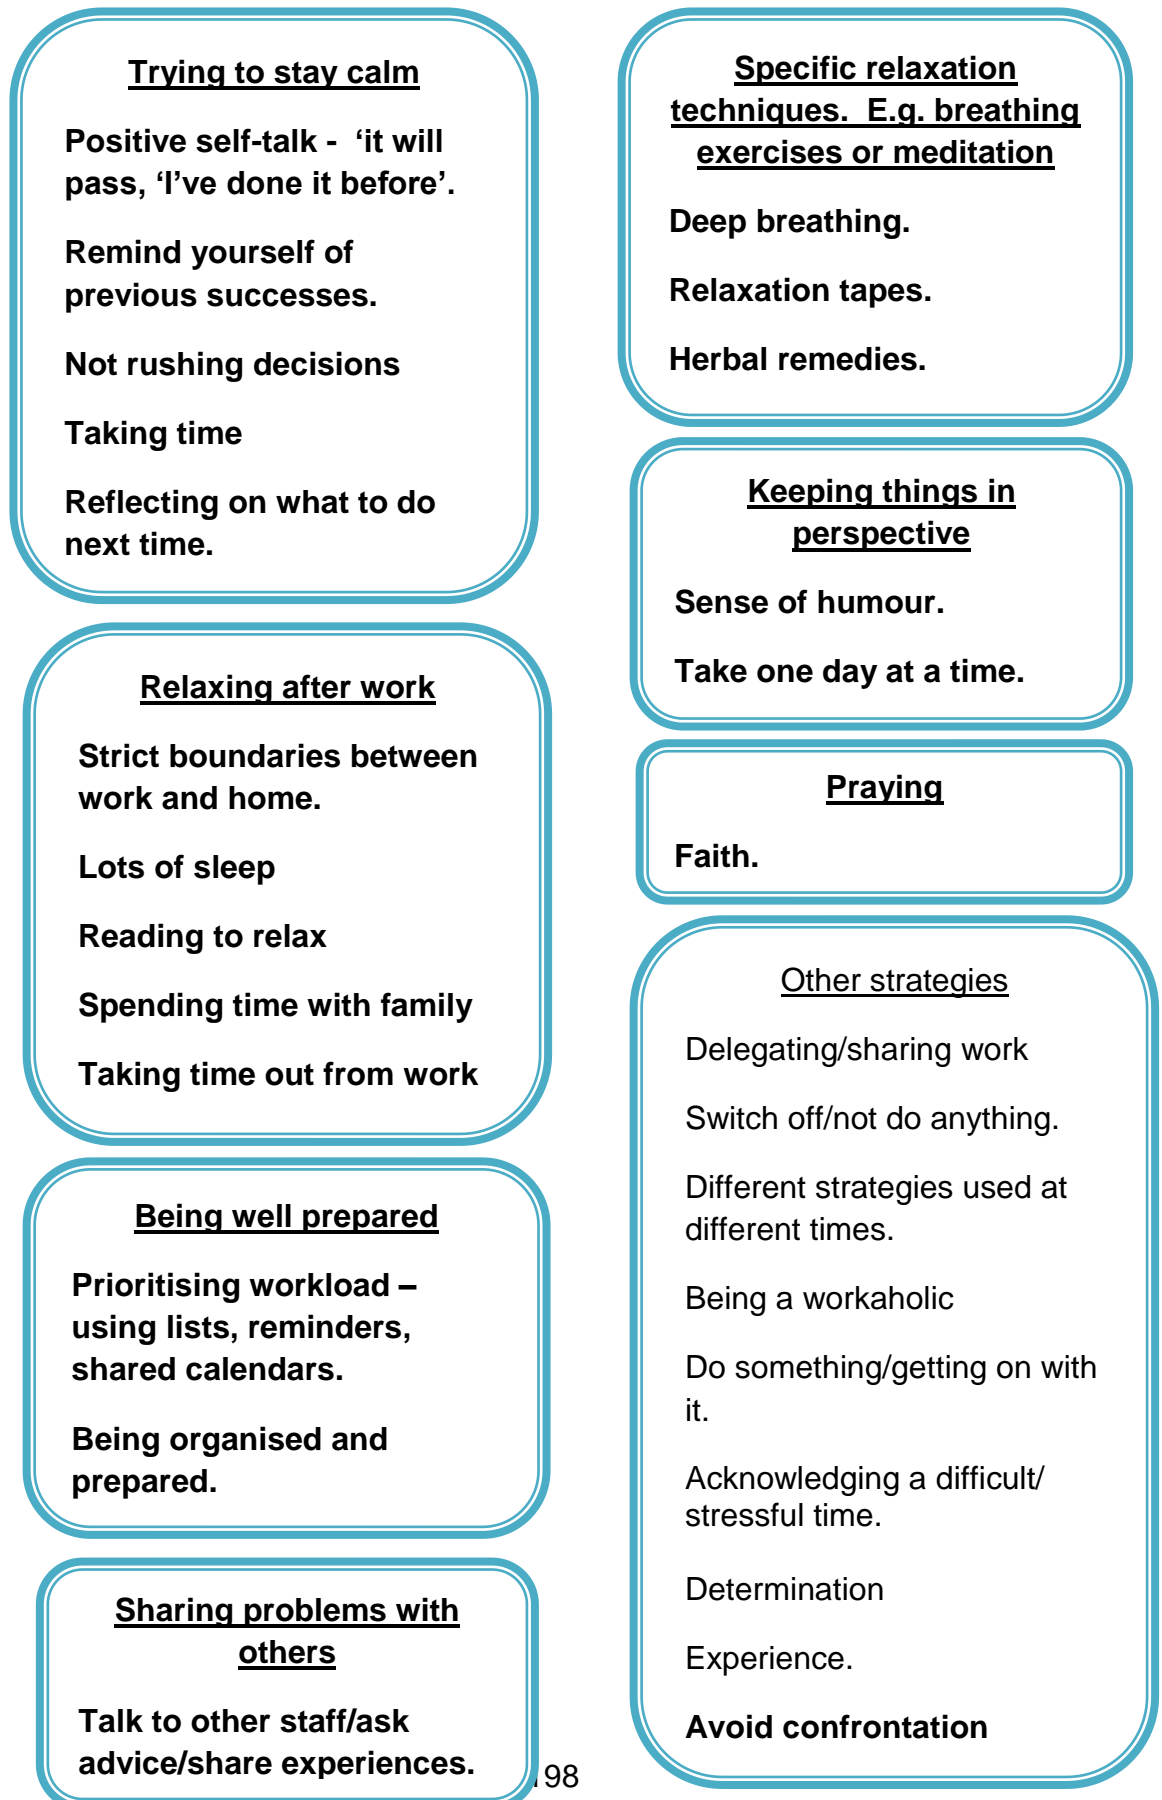 Trying to stay calm
Positive self-talk -  ‘it will
pass, ‘I’ve done it before’.
Remind yourself of
previous successes.
Not rushing decisions
Taking time
Reflecting on what to do
next time.
Relaxing after work
Strict boundaries between
work and home.
Lots of sleep
Reading to relax
Spending time with family
Taking time out from work
Being well prepared
Prioritising workload –
using lists, reminders,
shared calendars.
Being organised and
prepared.
Sharing problems with
others
Talk to other staff/ask
advice/share experiences.
Specific relaxation
techniques.  E.g. breathing
exercises or meditation
Deep breathing.
Relaxation tapes.
Herbal remedies.
Keeping things in
perspective
Sense of humour.
Take one day at a time.
Praying
Faith.
Other strategies
Delegating/sharing work
Switch off/not do anything.
Different strategies used at
different times.
Being a workaholic
Do something/getting on with
it.
Acknowledging a difficult/
stressful time.
Determination
Experience.
Avoid confrontation
198